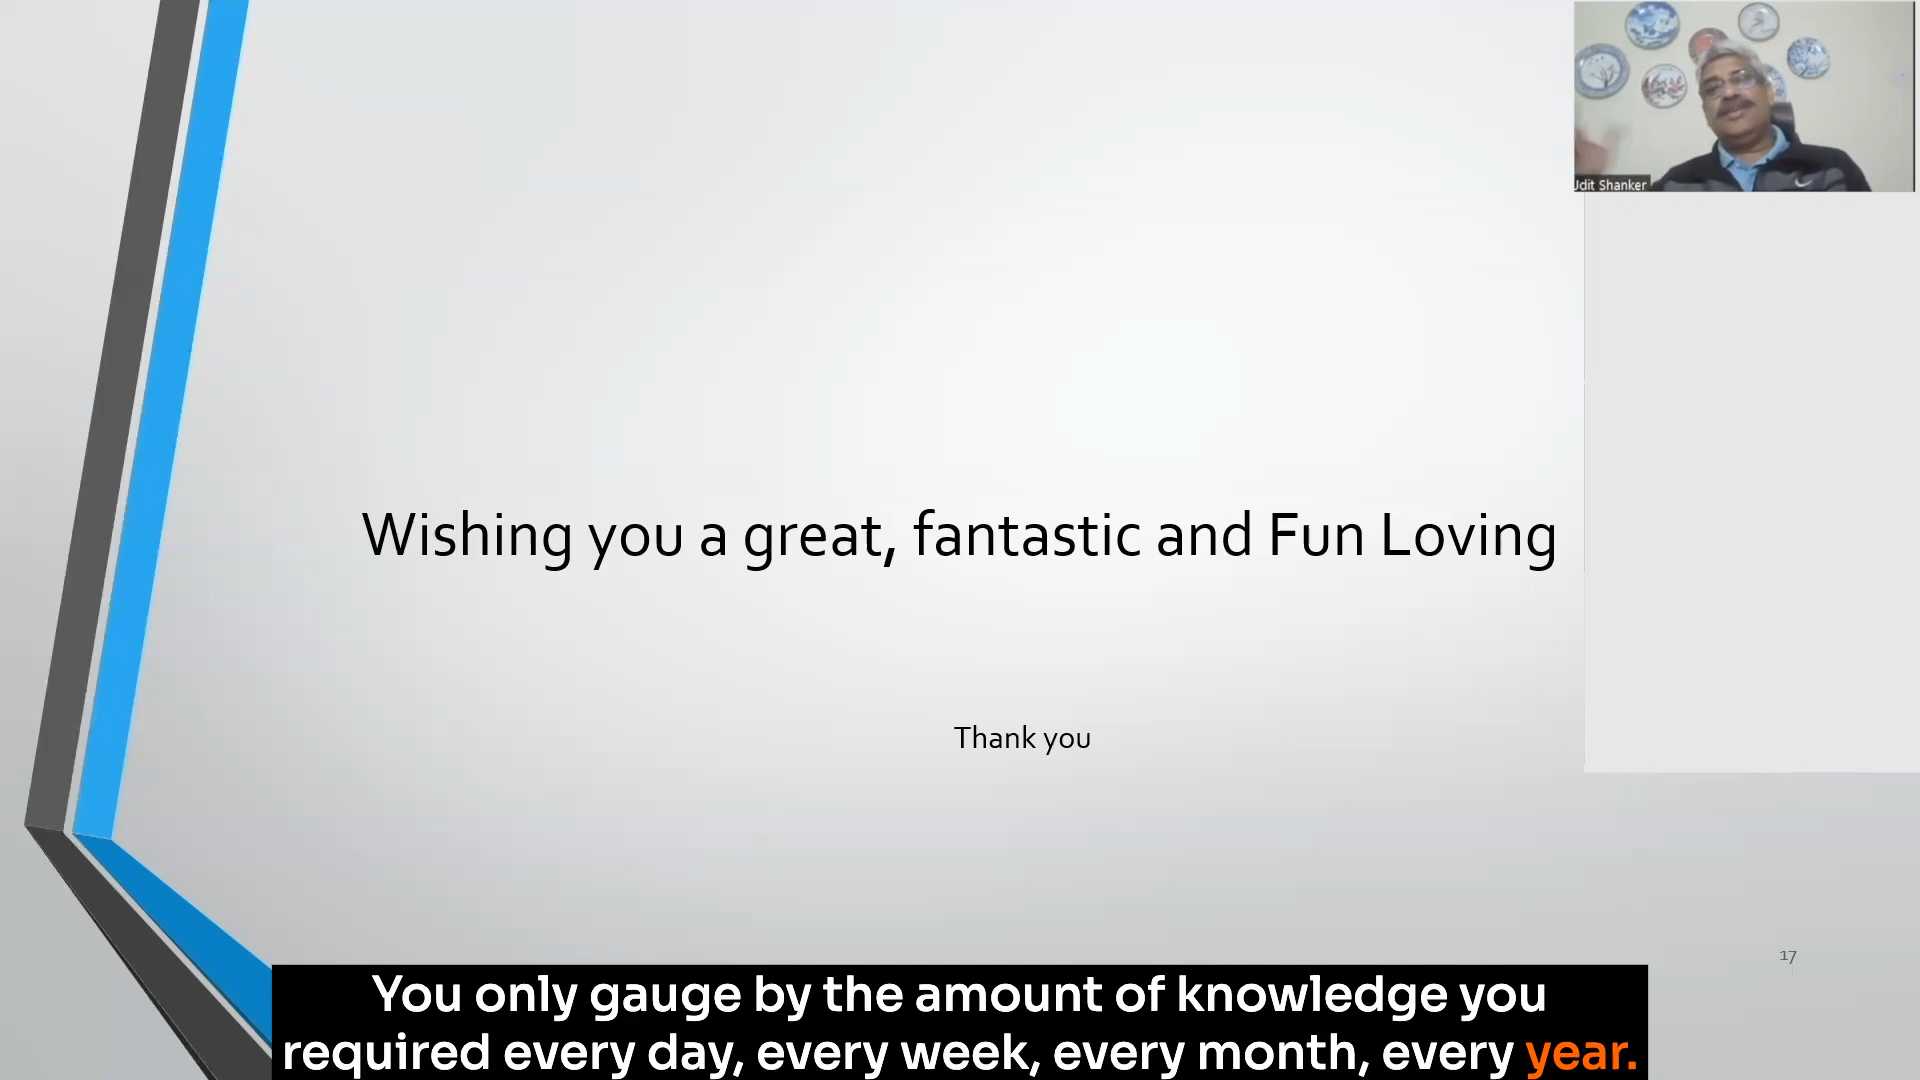 Udit Shanker
Wishing you a great, fantastic and Fun Loving
Thank you
17
You only gauge by the amount of knowledge you
required every day, every week, every month, every year.